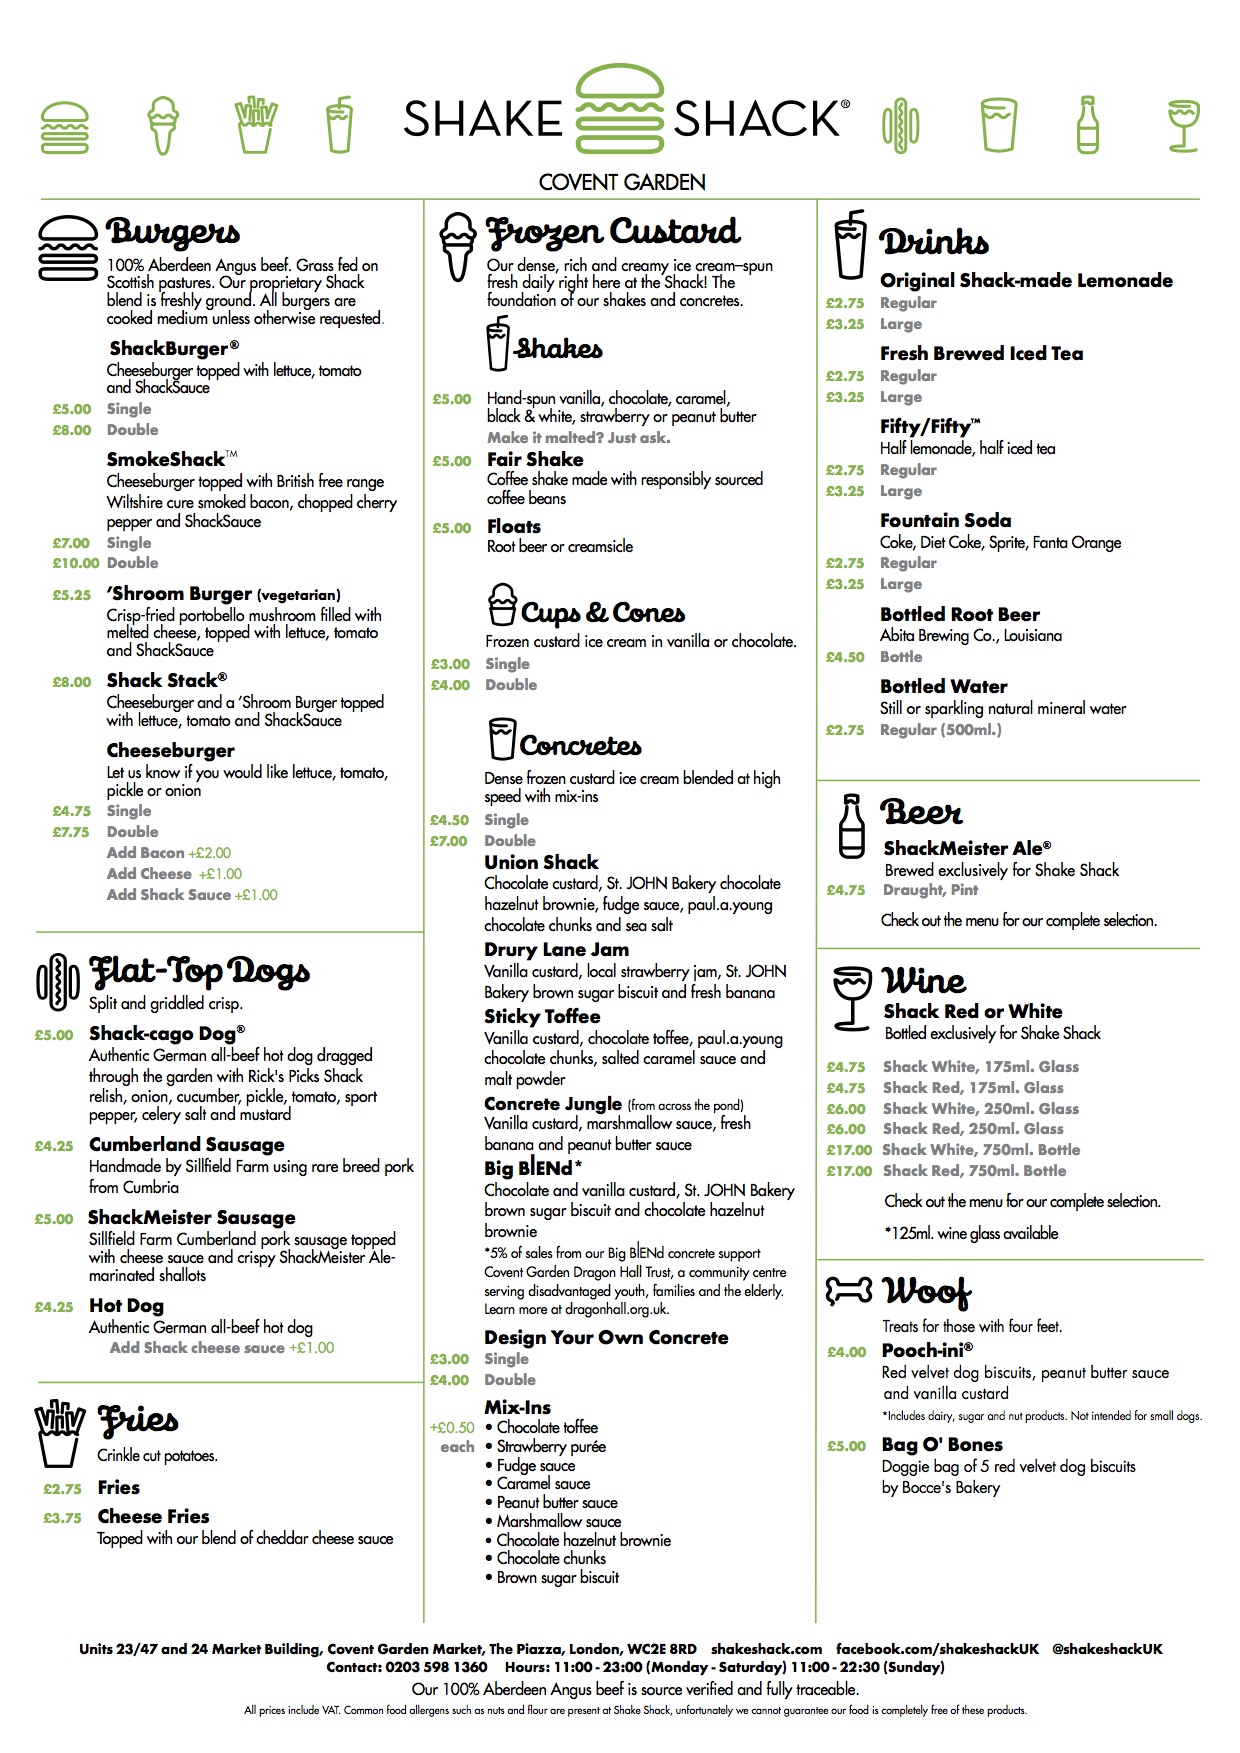 SHAKE SHACK®
COVENT GARDEN
Burgers
100% Aberdeen Angus beef. Grass fed on
Scottish pastures. Our proprietary Shack
blend is freshly ground. All burgers are
cooked medium unless otherwise requested.
ShackBurger®
Cheeseburger topped with lettuce, tomato
and ShackSauce
£5.00 Single
£8.00 Double
SmokeShack™
Cheeseburger topped with British free range
Wiltshire cure smoked bacon, chopped cherry
pepper and ShackSauce
£7.00 Single
£10.00 Double
£5.25 ’Shroom Burger (vegetarian)
Crisp-fried portobello mushroom filled with
melted cheese, topped with lettuce, tomato
and ShackSauce
£8.00 Shack Stack®
Cheeseburger and a ’Shroom Burger topped
with lettuce, tomato and ShackSauce
Cheeseburger
Let us know if you would like lettuce, tomato,
pickle or onion
£4.75 Single
£7.75 Double
Add Bacon +£2.00
Add Cheese +£1.00
Add Shack Sauce +£1.00
Flat-Top Dogs
Split and griddled crisp.
£5.00 Shack-cago Dog®
Authentic German all-beef hot dog dragged
through the garden with Rick's Picks Shack
relish, onion, cucumber, pickle, tomato, sport
pepper, celery salt and mustard
£4.25 Cumberland Sausage
Handmade by Sillfield Farm using rare breed pork
from Cumbria
£5.00 ShackMeister Sausage
Sillfield Farm Cumberland pork sausage topped
with cheese sauce and crispy ShackMeister Ale-
marinated shallots
£4.25 Hot Dog
Authentic German all-beef hot dog
Add Shack cheese sauce +£1.00
Fries
Crinkle cut potatoes.
£2.75 Fries
£3.75 Cheese Fries
Topped with our blend of cheddar cheese sauce
Frozen Custard
Our dense, rich and creamy ice cream–spun
fresh daily right here at the Shack! The
foundation of our shakes and concretes.
Shakes
£5.00 Hand-spun vanilla, chocolate, caramel,
black & white, strawberry or peanut butter
Make it malted? Just ask.
£5.00 Fair Shake
Coffee shake made with responsibly sourced
coffee beans
£5.00 Floats
Root beer or creamsicle
Cups & Cones
Frozen custard ice cream in vanilla or chocolate.
£3.00 Single
£4.00 Double
Concretes
Dense frozen custard ice cream blended at high
speed with mix-ins
£4.50 Single
£7.00 Double
Union Shack
Chocolate custard, St. JOHN Bakery chocolate
hazelnut brownie, fudge sauce, paul.a.young
chocolate chunks and sea salt
Drury Lane Jam
Vanilla custard, local strawberry jam, St. JOHN
Bakery brown sugar biscuit and fresh banana
Sticky Toffee
Vanilla custard, chocolate toffee, paul.a.young
chocolate chunks, salted caramel sauce and
malt powder
Concrete Jungle (from across the pond)
Vanilla custard, marshmallow sauce, fresh
banana and peanut butter sauce
Big BlENd*
Chocolate and vanilla custard, St. JOHN Bakery
brown sugar biscuit and chocolate hazelnut
brownie
*5% of sales from our Big BlENd concrete support
Covent Garden Dragon Hall Trust, a community centre
serving disadvantaged youth, families and the elderly.
Learn more at dragonhall.org.uk.
Design Your Own Concrete
£3.00 Single
£4.00 Double
Mix-Ins
+£0.50 • Chocolate toffee
each • Strawberry purée
• Fudge sauce
• Caramel sauce
• Peanut butter sauce
• Marshmallow sauce
• Chocolate hazelnut brownie
• Chocolate chunks
• Brown sugar biscuit
Drinks
Original Shack-made Lemonade
£2.75 Regular
£3.25 Large
Fresh Brewed Iced Tea
£2.75 Regular
£3.25 Large
Fifty/Fifty™
Half lemonade, half iced tea
£2.75 Regular
£3.25 Large
Fountain Soda
Coke, Diet Coke, Sprite, Fanta Orange
£2.75 Regular
£3.25 Large
Bottled Root Beer
Abita Brewing Co., Louisiana
£4.50 Bottle
Bottled Water
Still or sparkling natural mineral water
£2.75 Regular (500ml.)
Beer
ShackMeister Ale®
Brewed exclusively for Shake Shack
£4.75 Draught, Pint
Check out the menu for our complete selection.
Wine
Shack Red or White
Bottled exclusively for Shake Shack
£4.75 Shack White, 175ml. Glass
£4.75 Shack Red, 175ml. Glass
£6.00 Shack White, 250ml. Glass
£6.00 Shack Red, 250ml. Glass
£17.00 Shack White, 750ml. Bottle
£17.00 Shack Red, 750ml. Bottle
Check out the menu for our complete selection.
*125ml. wine glass available
Woof
Treats for those with four feet.
£4.00 Pooch-ini®
Red velvet dog biscuits, peanut butter sauce
and vanilla custard
*Includes dairy, sugar and nut products. Not intended for small dogs.
£5.00 Bag O' Bones
Doggie bag of 5 red velvet dog biscuits
by Bocce's Bakery
Units 23/47 and 24 Market Building, Covent Garden Market, The Piazza, London, WC2E 8RD shakeshack.com facebook.com/shakeshackUK @shakeshackUK
Contact: 0203 598 1360 Hours: 11:00 - 23:00 (Monday - Saturday) 11:00 - 22:30 (Sunday)
Our 100% Aberdeen Angus beef is source verified and fully traceable.
All prices include VAT. Common food allergens such as nuts and flour are present at Shake Shack, unfortunately we cannot guarantee our food is completely free of these products.